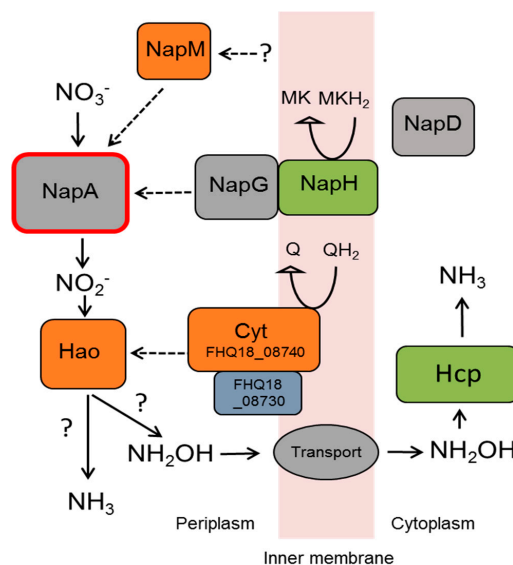 NapM
?
NO3-
MK MKH2
NapD
NapA
NapG
NapH
NO2-
Q QH2
NH3
Hao
Cyt
FHQ18_08740
FHQ18
_08730
Hcp
?
?
NH2OH
Transport
NH2OH
NH3
Periplasm
Cytoplasm
Inner membrane